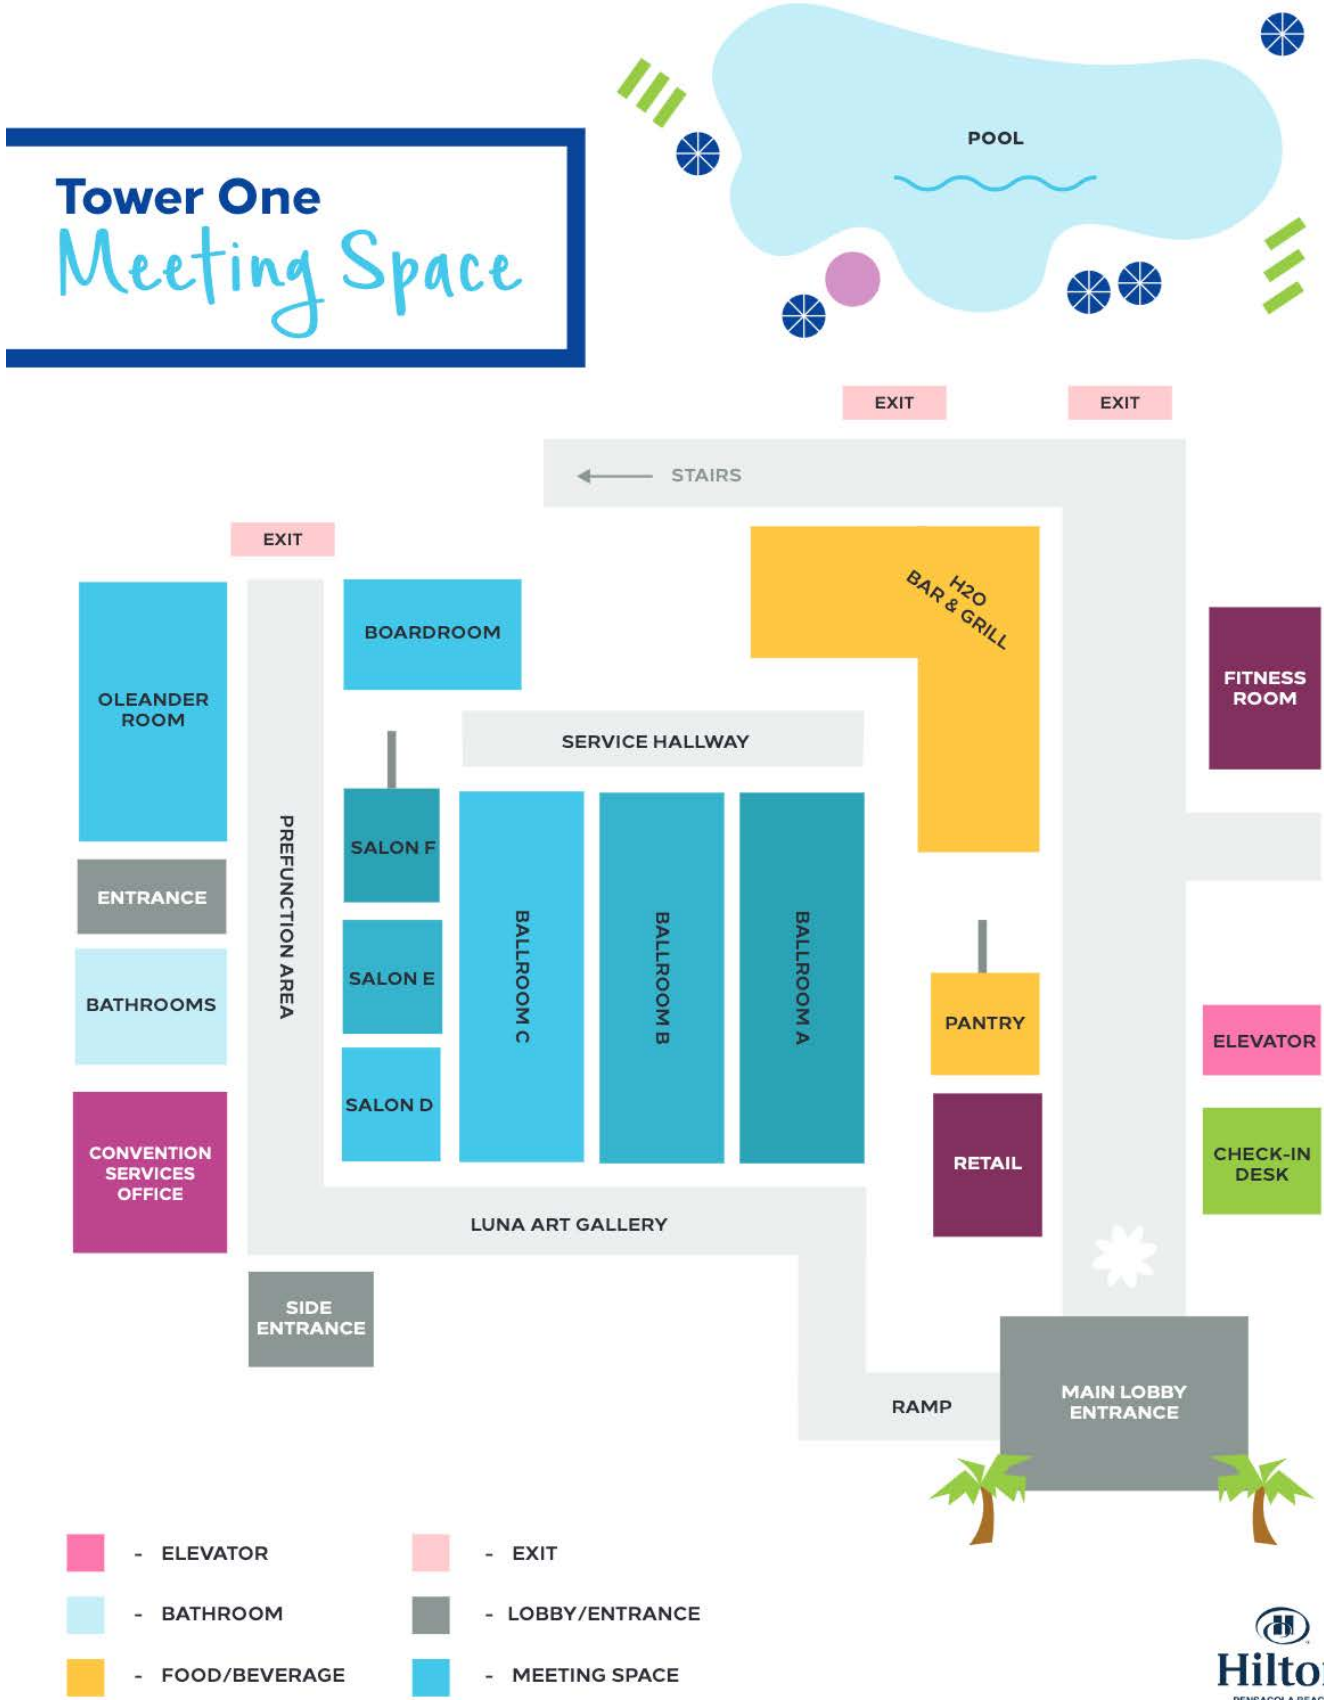 POOL
Tower One
Meeting Space
EXIT
EXIT
STAIRS
EXIT
BOARDROOM
H2O
BAR & GRILL
OLEANDER
ROOM
FITNESS
ROOM
SERVICE HALLWAY
PREFUNCTION AREA
SALON F
ENTRANCE
BALLROOM C
BALLROOM B
BALLROOM A
SALON E
BATHROOMS
PANTRY
ELEVATOR
SALON D
CONVENTION
SERVICES
OFFICE
RETAIL
CHECK-IN
DESK
LUNA ART GALLERY
SIDE
ENTRANCE
MAIN LOBBY
ENTRANCE
RAMP
- ELEVATOR
- EXIT
- BATHROOM
- LOBBY/ENTRANCE
- FOOD/BEVERAGE
- MEETING SPACE